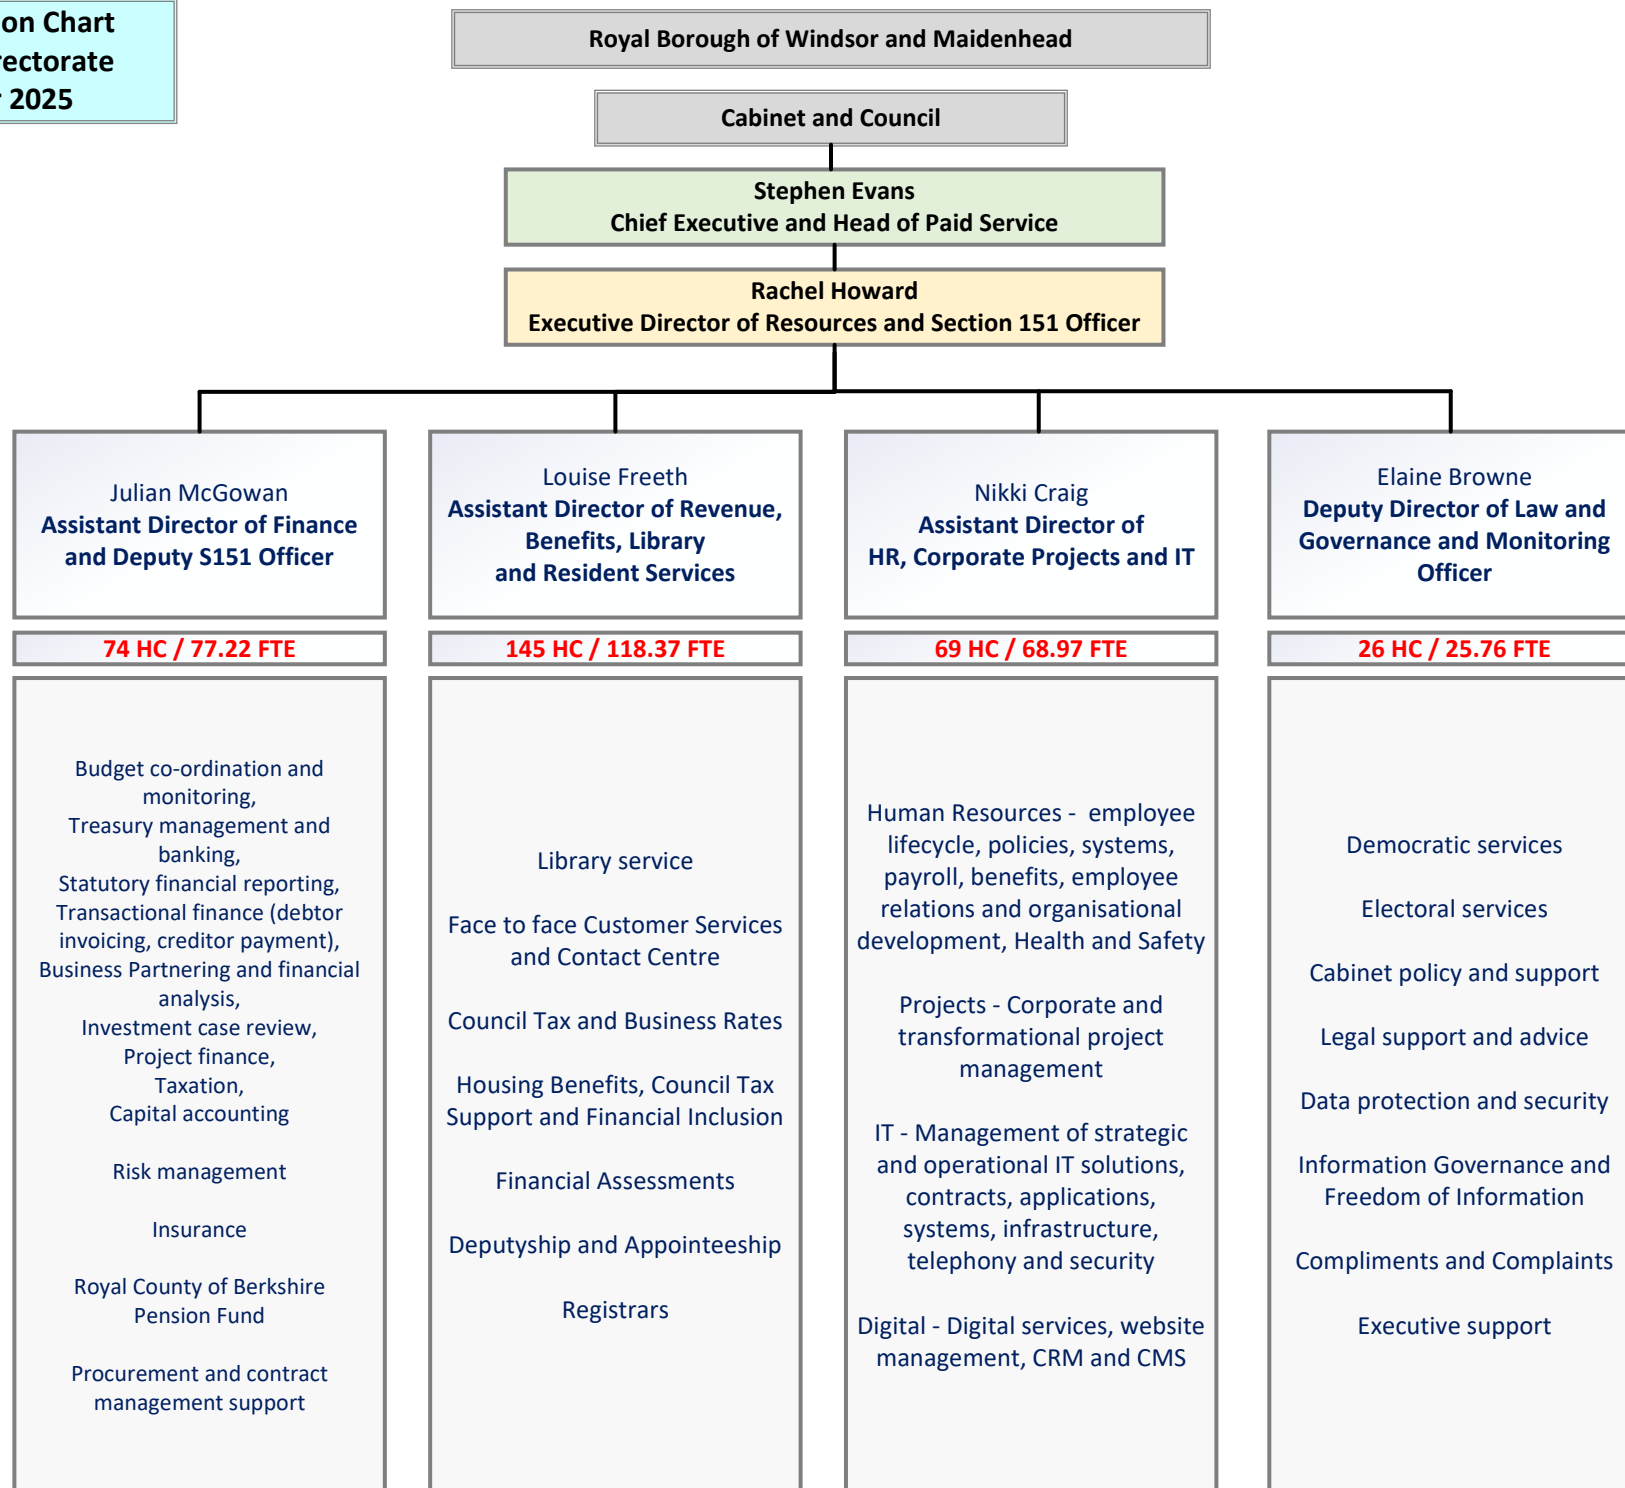 on Chart
rectorate
2025
Royal Borough of Windsor and Maidenhead
Cabinet and Council
Stephen Evans
Chief Executive and Head of Paid Service
Rachel Howard
Executive Director of Resources and Section 151 Officer
Julian McGowan
Assistant Director of Finance
and Deputy S151 Officer
74 HC / 77.22 FTE
Budget co-ordination and
monitoring,
Treasury management and
banking,
Statutory financial reporting,
Transactional finance (debtor
invoicing, creditor payment),
Business Partnering and financial
analysis,
Investment case review,
Project finance,
Taxation,
Capital accounting
Risk management
Insurance
Royal County of Berkshire
Pension Fund
Procurement and contract
management support
Louise Freeth
Assistant Director of Revenue,
Benefits, Library
and Resident Services
145 HC / 118.37 FTE
Library service
Face to face Customer Services
and Contact Centre
Council Tax and Business Rates
Housing Benefits, Council Tax
Support and Financial Inclusion
Financial Assessments
Deputyship and Appointeeship
Registrars
Nikki Craig
Assistant Director of
HR, Corporate Projects and IT
69 HC / 68.97 FTE
Human Resources -  employee
lifecycle, policies, systems,
payroll, benefits, employee
relations and organisational
development, Health and Safety
Projects - Corporate and
transformational project
management
IT - Management of strategic
and operational IT solutions,
contracts, applications,
systems, infrastructure,
telephony and security
Digital - Digital services, website
management, CRM and CMS
Elaine Browne
Deputy Director of Law and
Governance and Monitoring
Officer
26 HC / 25.76 FTE
Democratic services
Electoral services
Cabinet policy and support
Legal support and advice
Data protection and security
Information Governance and
Freedom of Information
Compliments and Complaints
Executive support